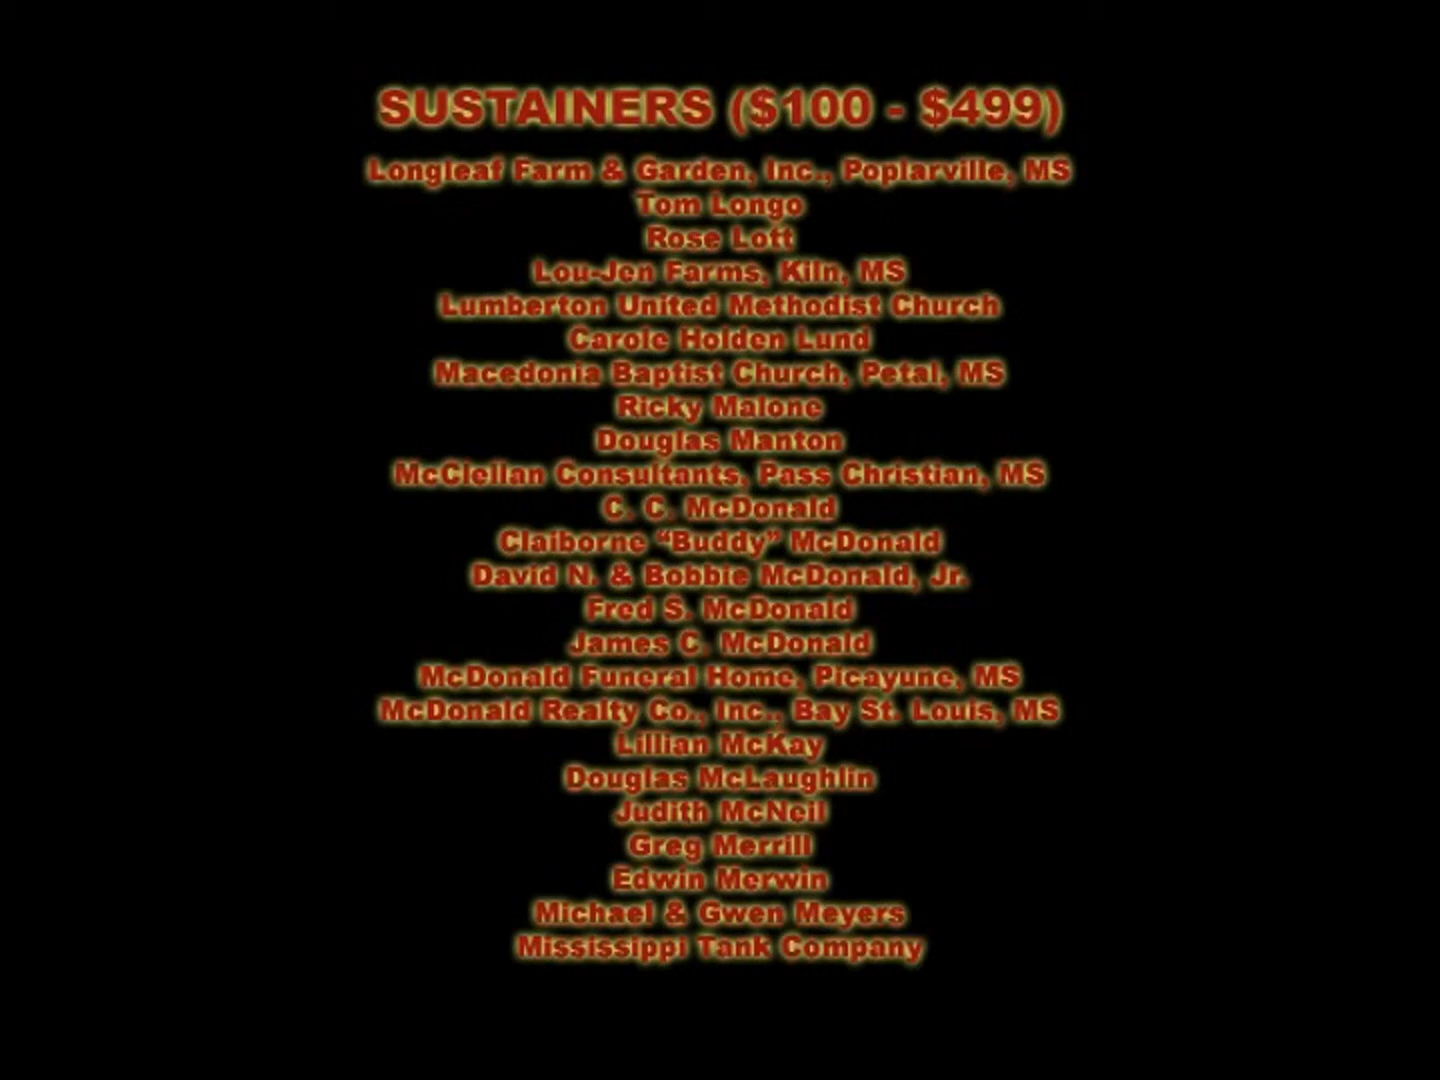 SUSTAINERS ($100 - $499)
Longleaf Farm & Garden, Inc., Poplarville, MS
Tom Longo
Rose Lott
Lou-Jen Farms, Kiln, MS
Lumberton United Methodist Church
Carole Holden Lund
Macedonia Baptist Church, Petal, MS
Ricky Malone
Douglas Manton
McClellan Consultants, Pass Christian, MS
C. C. McDonald
Claiborne “Buddy” McDonald
David N. & Bobbie McDonald, Jr.
Fred S. McDonald
James C. McDonald
McDonald Funeral Home, Picayune, MS
McDonald Realty Co., Inc., Bay St. Louis, MS
Lillian McKay
Douglas McLaughlin
Judith McNeil
Greg Merrill
Edwin Merwin
Michael & Gwen Meyers
Mississippi Tank Company